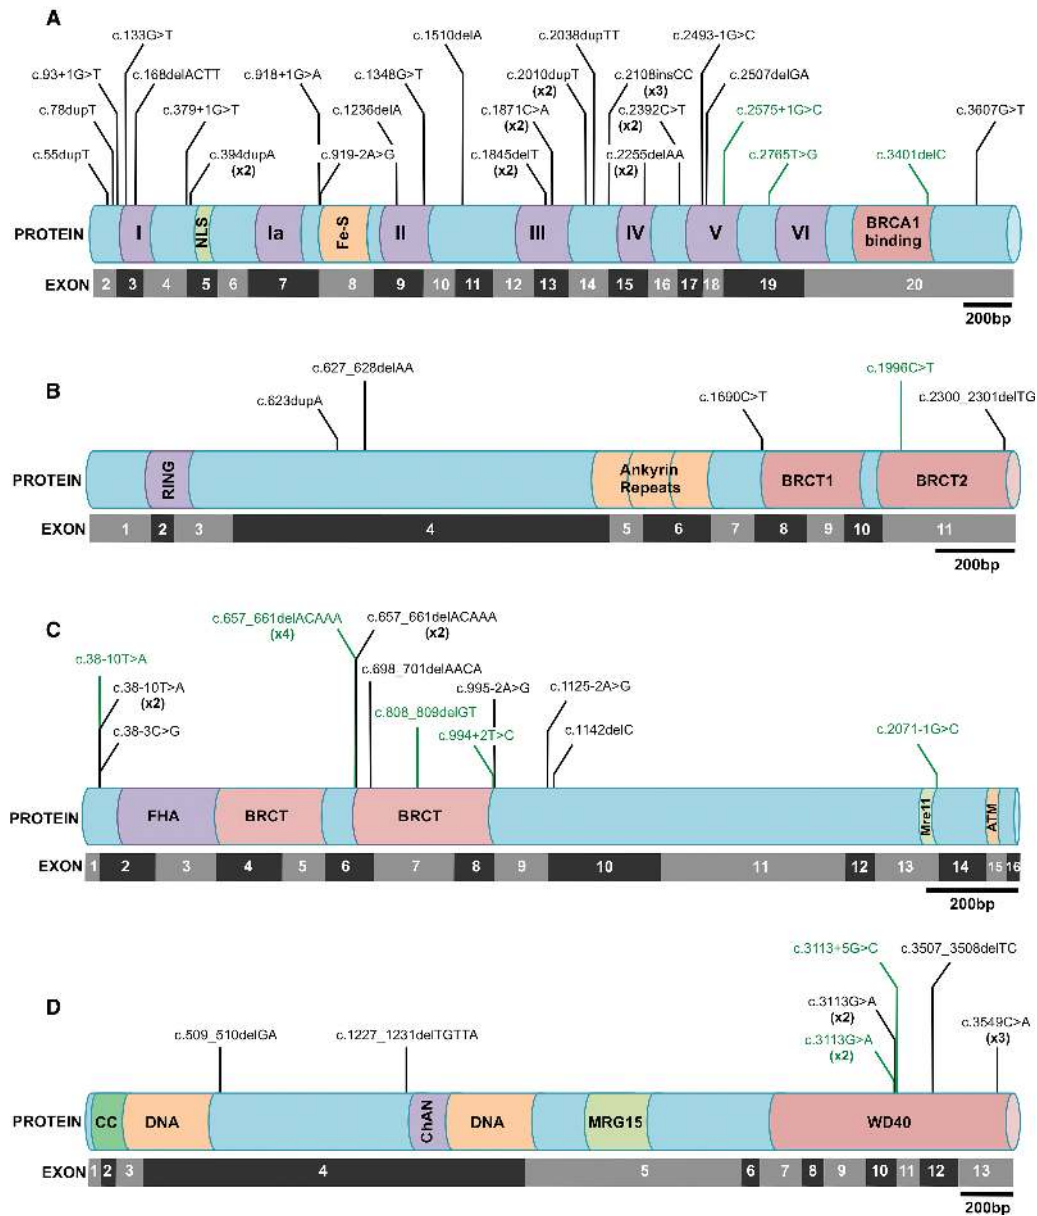 A
c.133G>T
c.1510delA
c.2038dupTT
c.2493-1G>C
c.93+1G>T
c.168delACTT
c.918+1G>A
c.1348G>T
c.2010dupT
(x2)
c.2108insCC
(x3)
c.2507delGA
c.78dupT
c.379+1G>T
c.1236delA
c.1871C>A
(x2)
c.2392C>T
(x2)
c.2575+1G>C
c.3607G>T
c.55dupT
c.394dupA
(x2)
c.919-2A>G
c.1845delT
(x2)
c.2255delAA
(x2)
c.2765T>G
c.3401delC
PROTEIN
I
NLS
Ia
Fe-S
II
III
IV
V
VI
BRCA1
binding
EXON
2 3 4 5 6 7 8 9 10 11 12 13 14 15 16 17 18 19 20
200bp
B
c.627_628delAA
c.623dupA
c.1690C>T
c.1996C>T
c.2300_2301delTG
PROTEIN
RING
Ankyrin
Repeats
BRCT1
BRCT2
EXON
1 2 3 4 5 6 7 8 9 10 11
200bp
C
c.657_661delACAAA
(x4)
c.657_661delACAAA
(x2)
c.38-10T>A
c.38-10T>A
(x2)
c.38-3C>G
c.698_701delAACA
c.995-2A>G
c.1125-2A>G
c.808_809delGT
c.994+2T>C
c.1142delC
c.2071-1G>C
PROTEIN
FHA
BRCT
BRCT
Mre11
ATM
EXON
1 2 3 4 5 6 7 8 9 10 11 12 13 14 15 16
200bp
D
c.3113+5G>C
c.3507_3508delTC
c.509_510delGA
c.1227_1231delTGTTA
c.3113G>A
(x2)
c.3113G>A
(x2)
c.3549C>A
(x3)
PROTEIN
CC
DNA
ChAN
DNA
MRG15
WD40
EXON
1 2 3 4 5 6 7 8 9 10 11 12 13
200bp